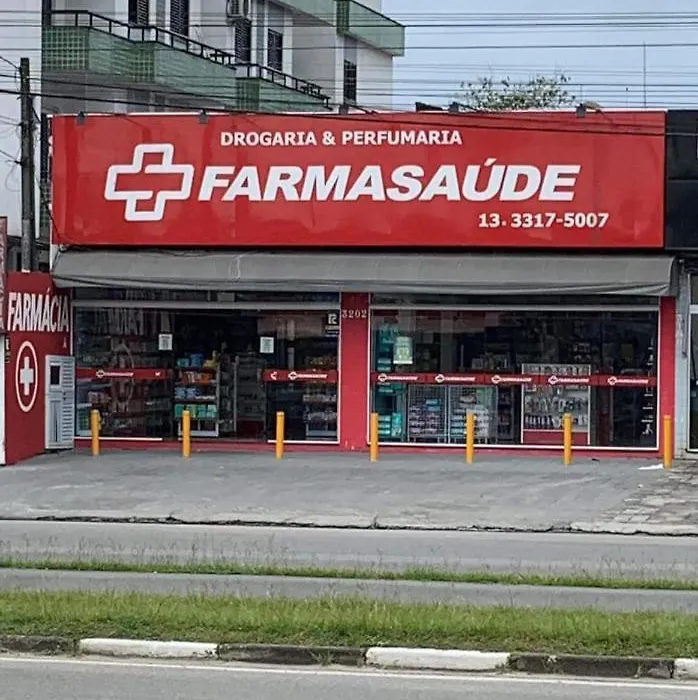 DROGARIA & PERFUMARIA
FARMASAÚDE
13. 3317-5007
FARMÁCIA
3202